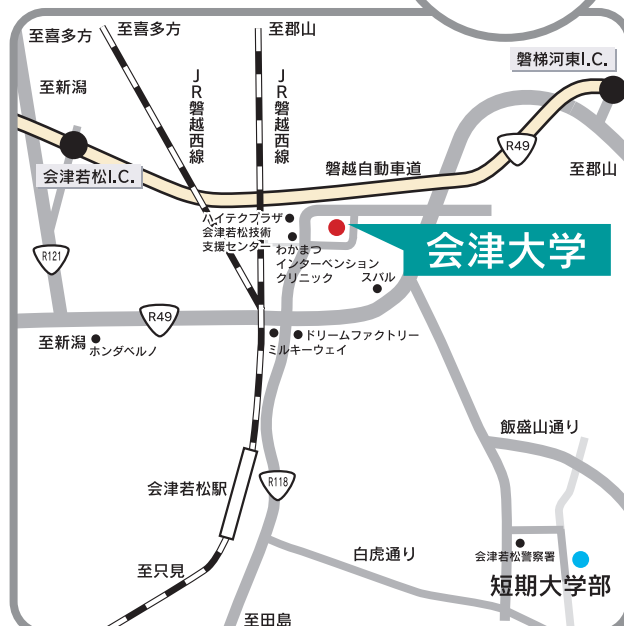 至喜多方
至喜多方
至郡山
磐梯河東I.C.
至新潟
JR磐越西線
JR磐越西線
R49
会津若松I.C.
磐越自動車道
至郡山
ハイテクプラザ
会津若松技術
支援センター
わかまつ
インターベンション
クリニック
会津大学
R121
スバル
R49
至新潟
ホンダベルノ
ドリームファクトリー
ミルキーウェイ
飯盛山通り
会津若松駅
R118
白虎通り
会津若松警察署
至只見
短期大学部
至田島